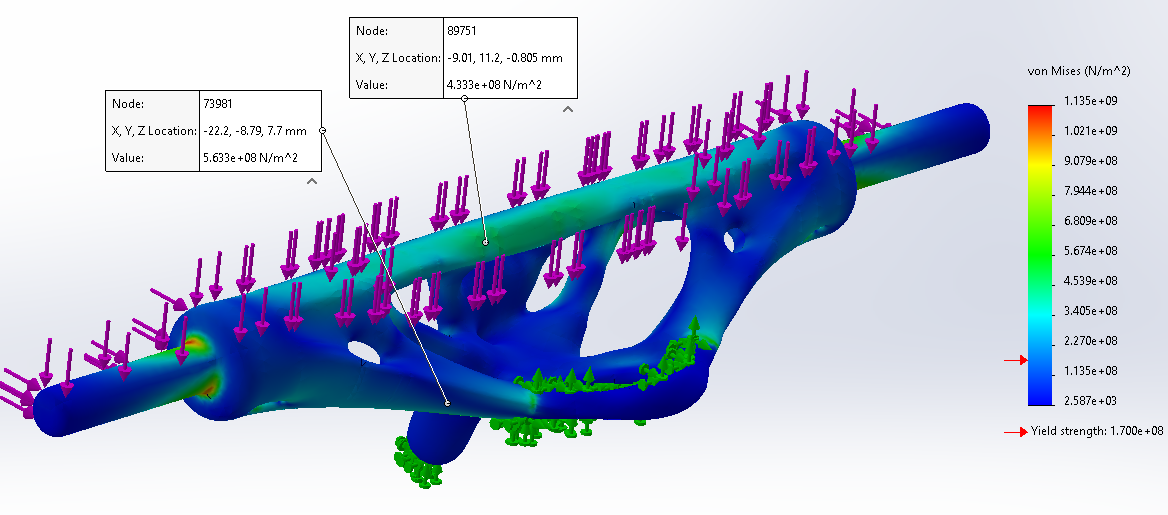 Node: 89751
X, Y, Z Location: -9.01, 11.2, -0.805 mm
Value: 4.333e+08 N/m^2
Node: 73981
X, Y, Z Location: -22.2, -8.79, 7.7 mm
Value: 5.633e+08 N/m^2
von Mises (N/m^2)
1.135e+09
1.021e+09
9.079e+08
7.944e+08
6.809e+08
5.674e+08
4.539e+08
3.405e+08
2.270e+08
1.135e+08
2.587e+03
Yield strength: 1.700e+08